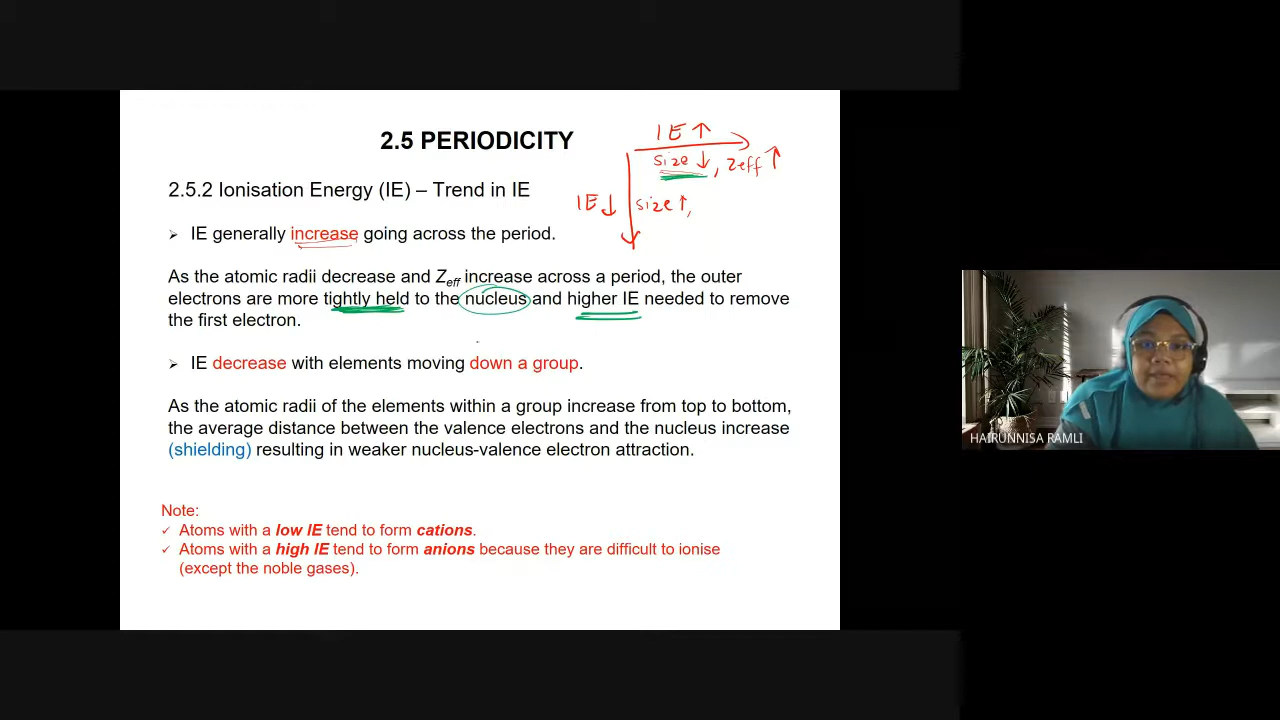 2.5 PERIODICITY
IE ↑
size ↓, Zeff ↑
2.5.2 Ionisation Energy (IE) – Trend in IE
IE ↓ size ↑,
➢ IE generally increase going across the period.
As the atomic radii decrease and Zeff increase across a period, the outer
electrons are more tightly held to the nucleus and higher IE needed to remove
the first electron.
➢ IE decrease with elements moving down a group.
As the atomic radii of the elements within a group increase from top to bottom,
the average distance between the valence electrons and the nucleus increase
(shielding) resulting in weaker nucleus-valence electron attraction.
Note:
✓ Atoms with a low IE tend to form cations.
✓ Atoms with a high IE tend to form anions because they are difficult to ionise
(except the noble gases).
HAIRUNNISA RAMLI